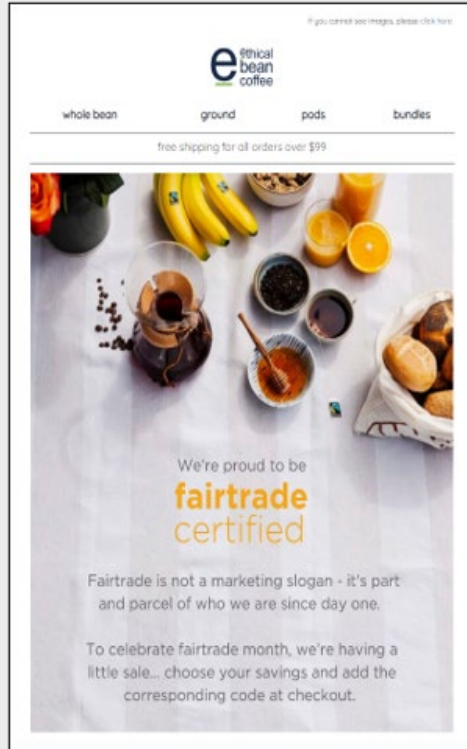 If you cannot see images, please click here
ethical
bean
coffee
whole bean ground pods bundles
free shipping for all orders over $99
We're proud to be
fairtrade
certified
Fairtrade is not a marketing slogan - it's part
and parcel of who we are since day one.
To celebrate fairtrade month, we're having a
little sale... choose your savings and add the
corresponding code at checkout.